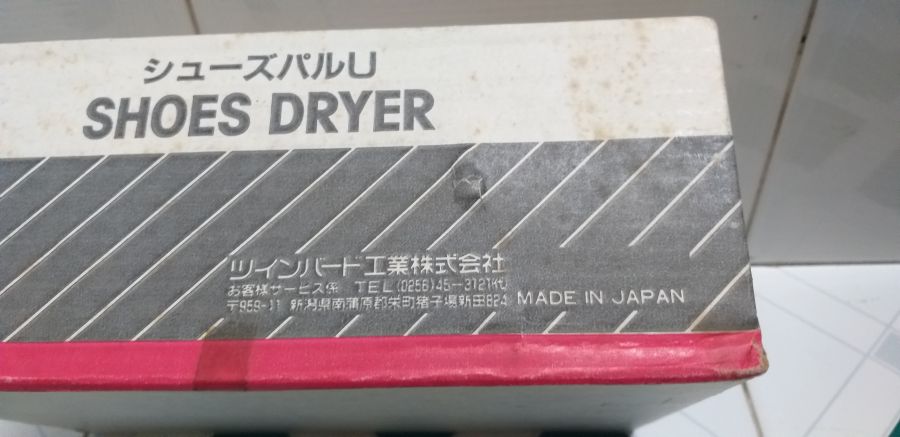 シューズパルU
SHOES DRYER
ツインバード工業株式会社
お客様サービス係 TEL(0256)45-3121代
〒959-11 新潟県南蒲原郡栄町猪子場新田824 MADE IN JAPAN